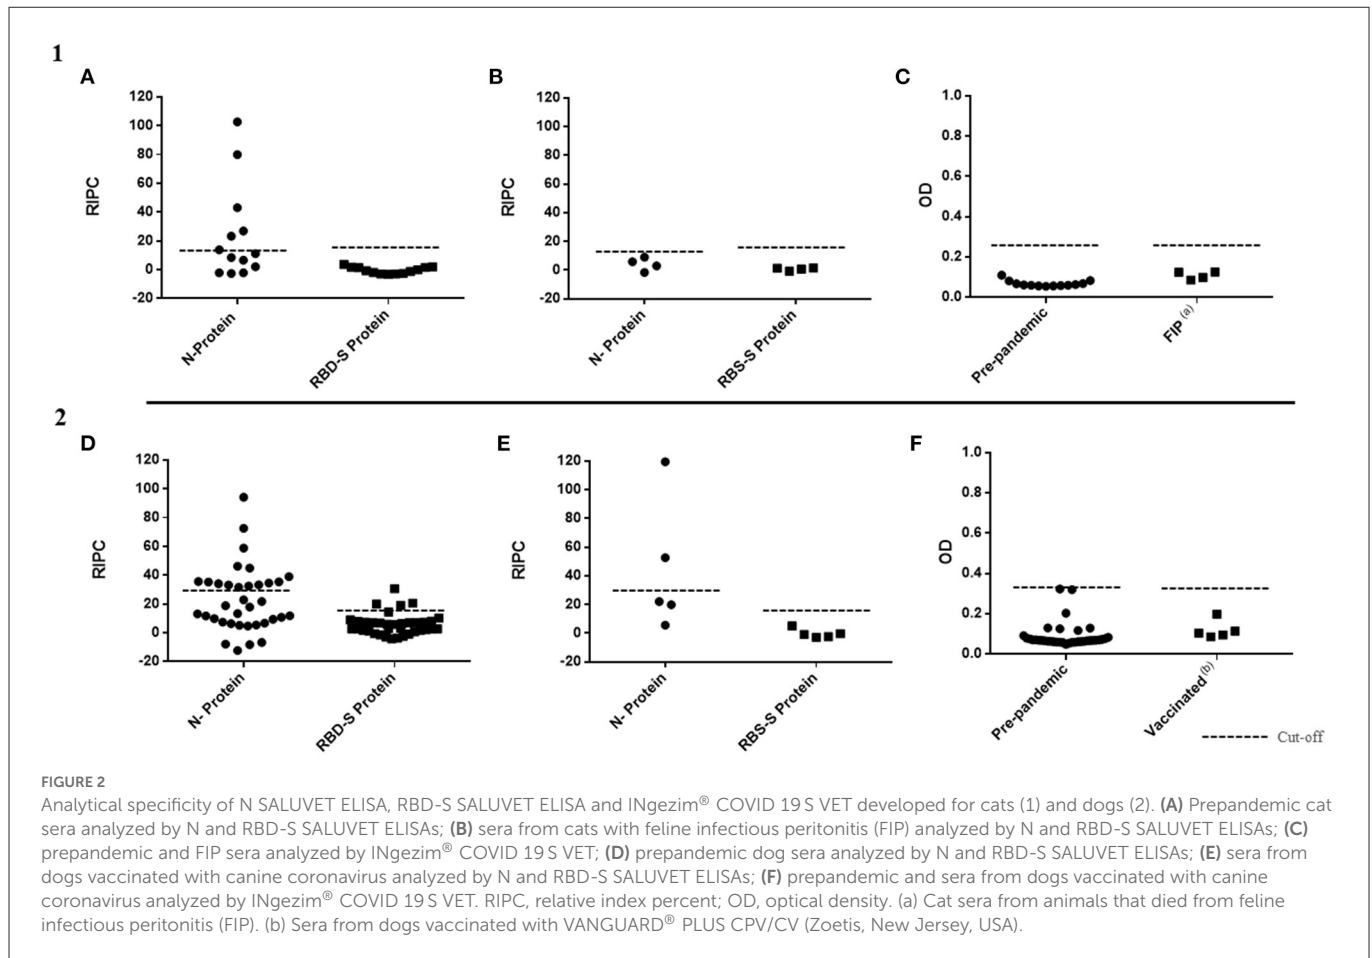 1
A
B
C
120
100
80
60
40
20
0
-20
RIPC
N-Protein
RBD-S Protein
120
100
80
60
40
20
0
-20
RIPC
N- Protein
RBS-S Protein
1.0
0.8
0.6
0.4
0.2
0.0
OD
Pre-pandemic
FIP (a)
2
D
E
F
120
100
80
60
40
20
0
-20
RIPC
N- Protein
RBD-S Protein
120
100
80
60
40
20
0
-20
RIPC
N- Protein
RBS-S Protein
1.0
0.8
0.6
0.4
0.2
0.0
OD
Pre-pandemic
Vaccinated(b)
Cut-off
FIGURE 2
Analytical specificity of N SALUVET ELISA, RBD-S SALUVET ELISA and INgezim® COVID 19 S VET developed for cats (1) and dogs (2). (A) Prepandemic cat
sera analyzed by N and RBD-S SALUVET ELISAs; (B) sera from cats with feline infectious peritonitis (FIP) analyzed by N and RBD-S SALUVET ELISAs; (C)
prepandemic and FIP sera analyzed by INgezim® COVID 19 S VET; (D) prepandemic dog sera analyzed by N and RBD-S SALUVET ELISAs; (E) sera from
dogs vaccinated with canine coronavirus analyzed by N and RBD-S SALUVET ELISAs; (F) prepandemic and sera from dogs vaccinated with canine
coronavirus analyzed by INgezim® COVID 19 S VET. RIPC, relative index percent; OD, optical density. (a) Cat sera from animals that died from feline
infectious peritonitis (FIP). (b) Sera from dogs vaccinated with VANGUARD® PLUS CPV/CV (Zoetis, New Jersey, USA).